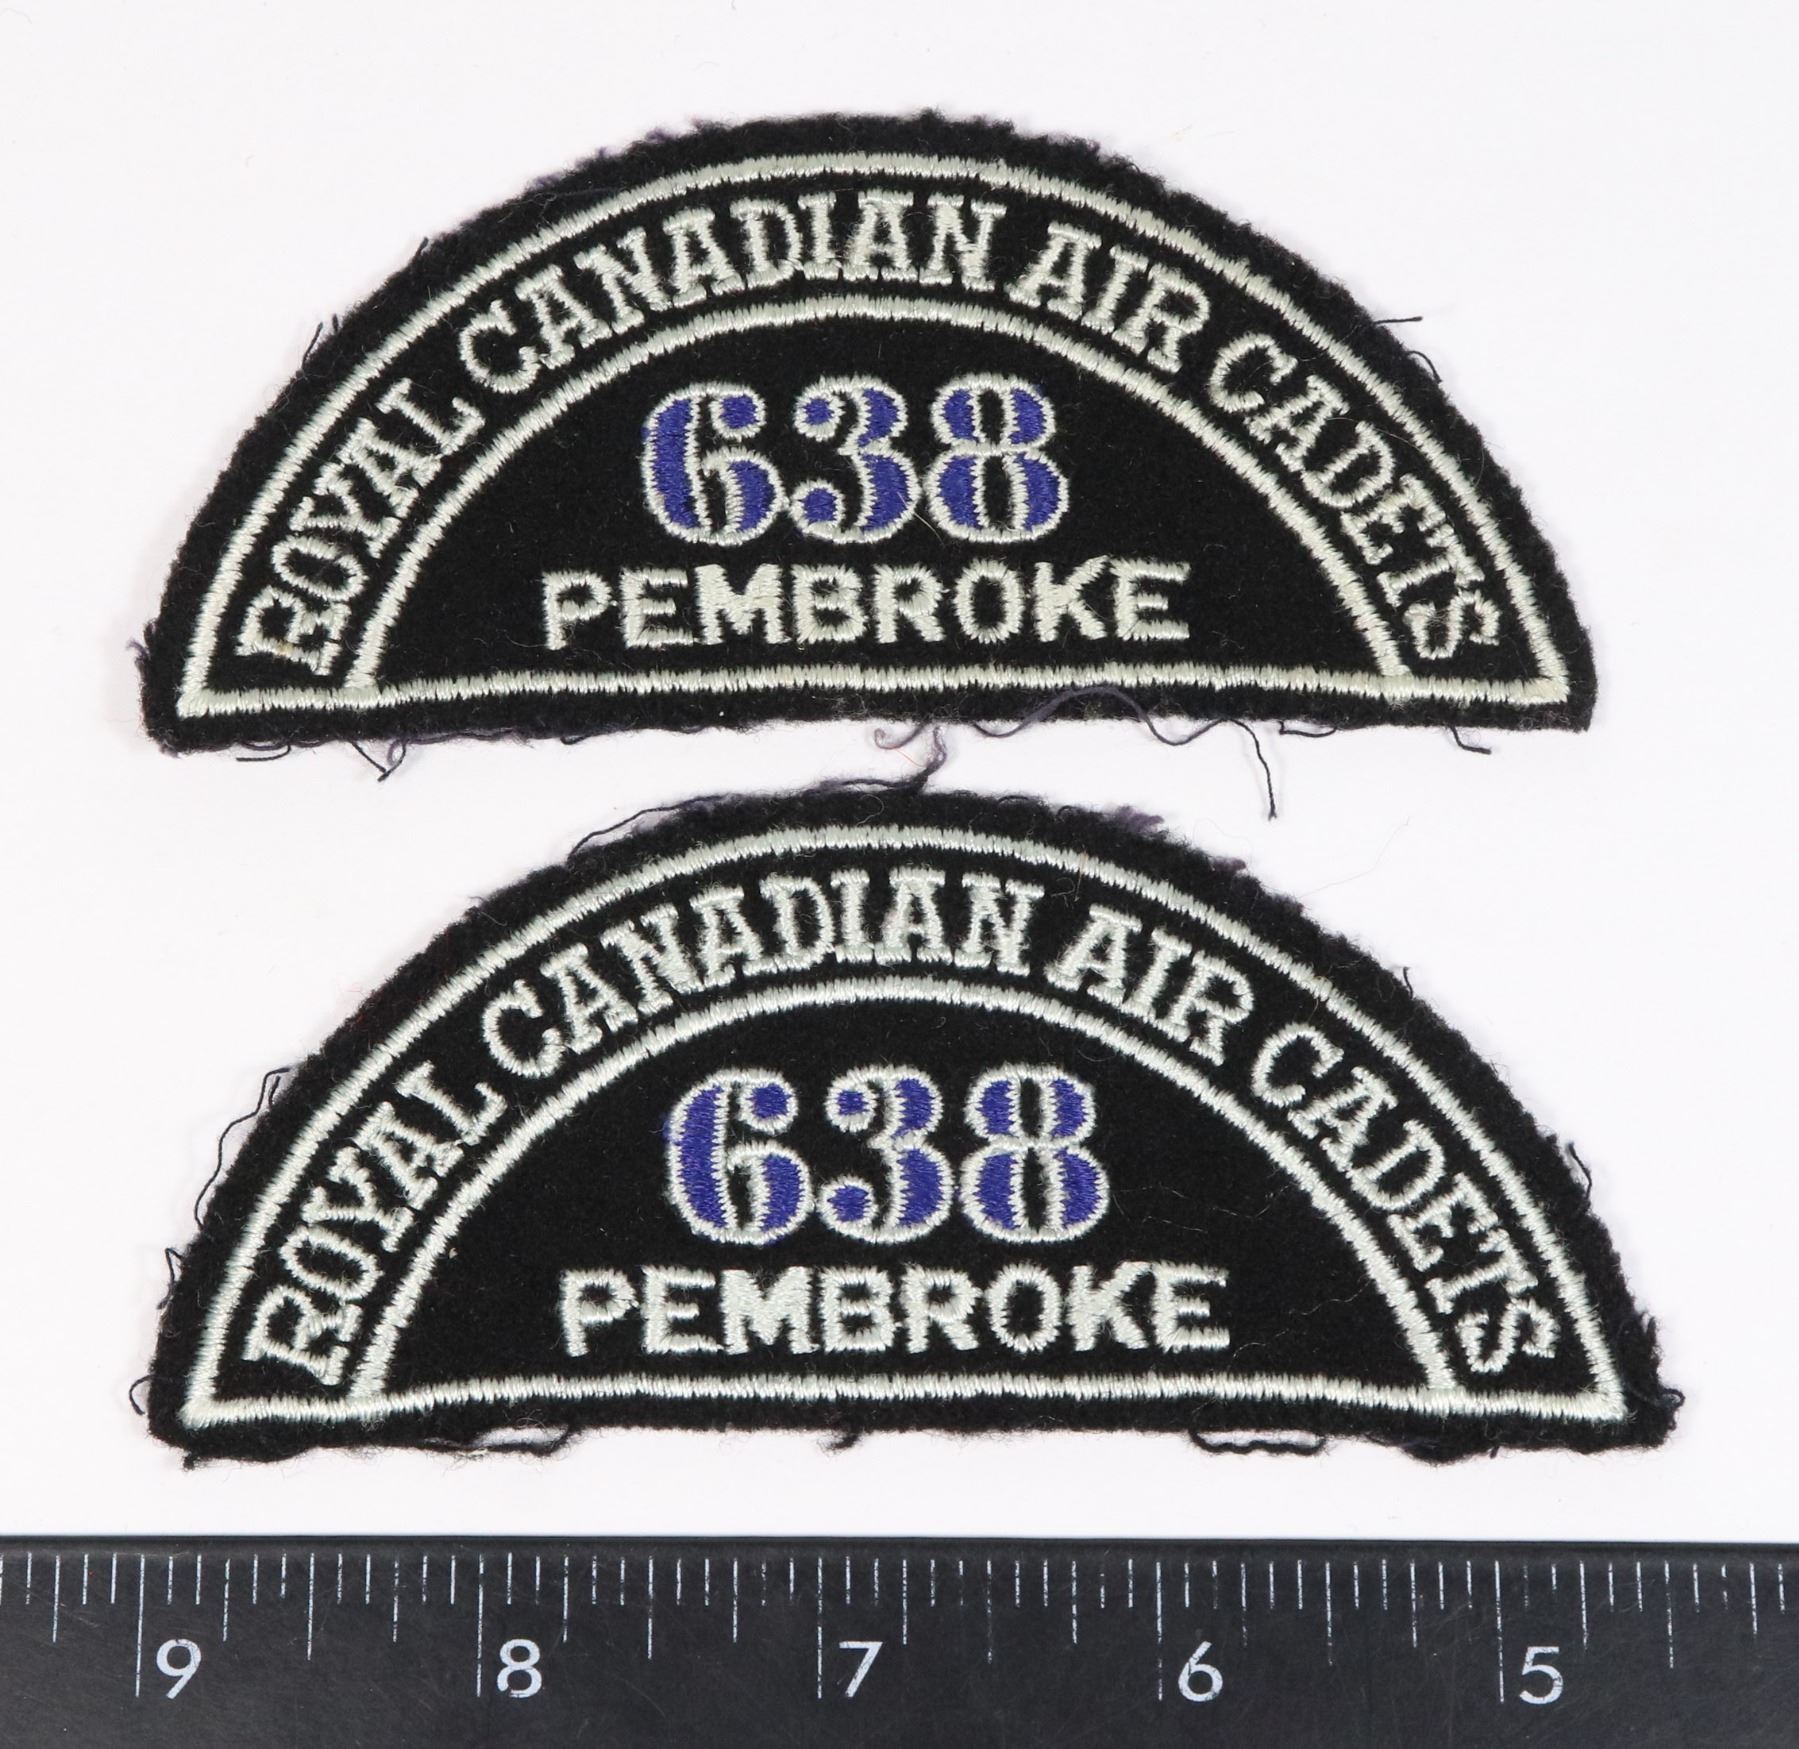 ROYAL CANADIAN AIR CADETS
638
PEMBROKE
ROYAL CANADIAN AIR CADETS
638
PEMBROKE
9 8 7 6 5